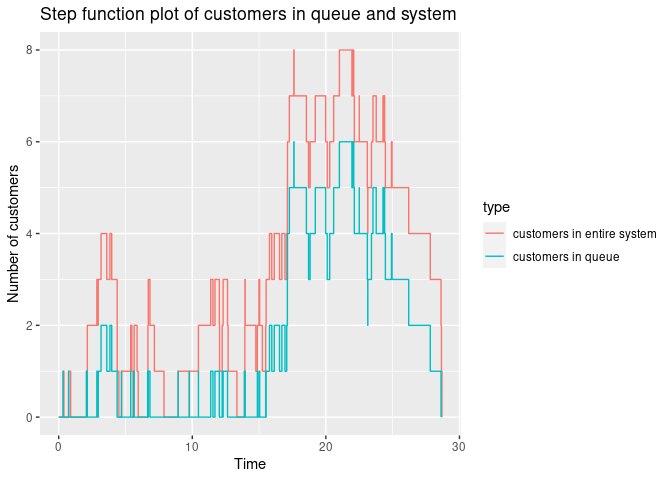 Step function plot of customers in queue and system
8
6
4
2
0
Number of customers
0
10
20
30
Time
type
customers in entire system
customers in queue